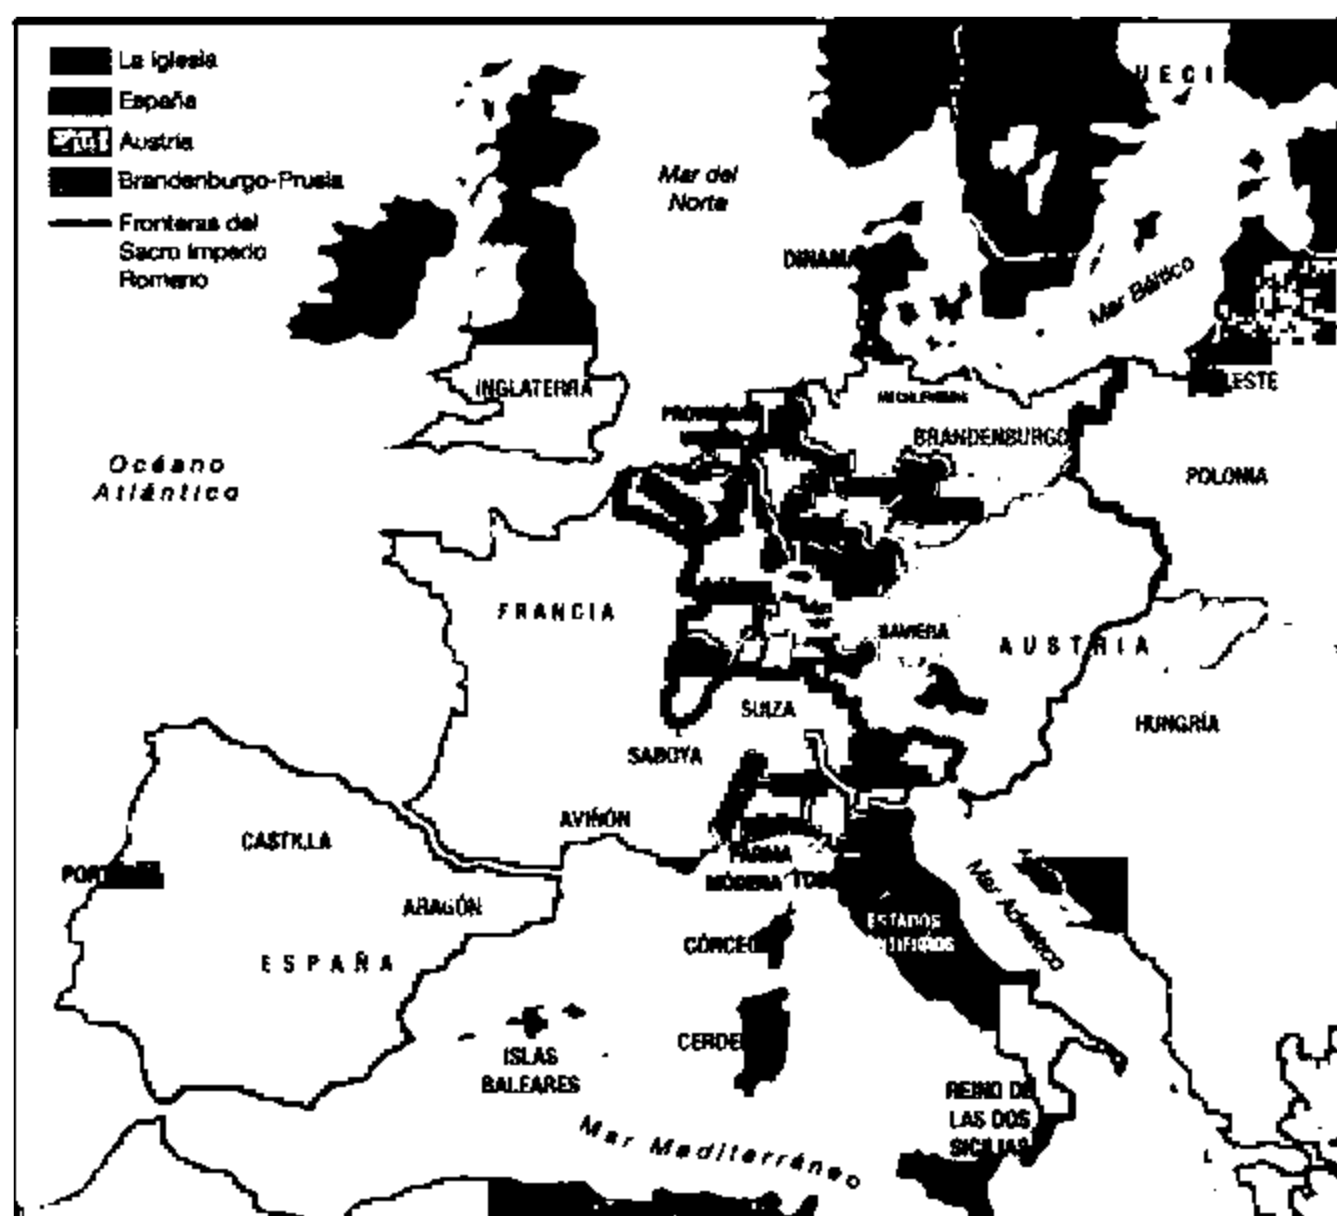 La Iglesia
España
Austria
Brandenburgo-Prusia
Fronteras del
Sacro Imperio
Romano
Mar del
Norte
Mar Báltico
INGLATERRA
BRANDENBURGO
POLONIA
Océano
Atlántico
FRANCIA
BAVIERA
AUSTRIA
SUIZA
HUNGRÍA
SABOYA
AVIÑÓN
CASTILLA
PARMA
MÓDENA
ARAGÓN
ESPAÑA
ESTADOS
Mar Adriático
ISLAS
BALEARES
REINO DE
LAS DOS
SICILIAS
Mar Mediterráneo